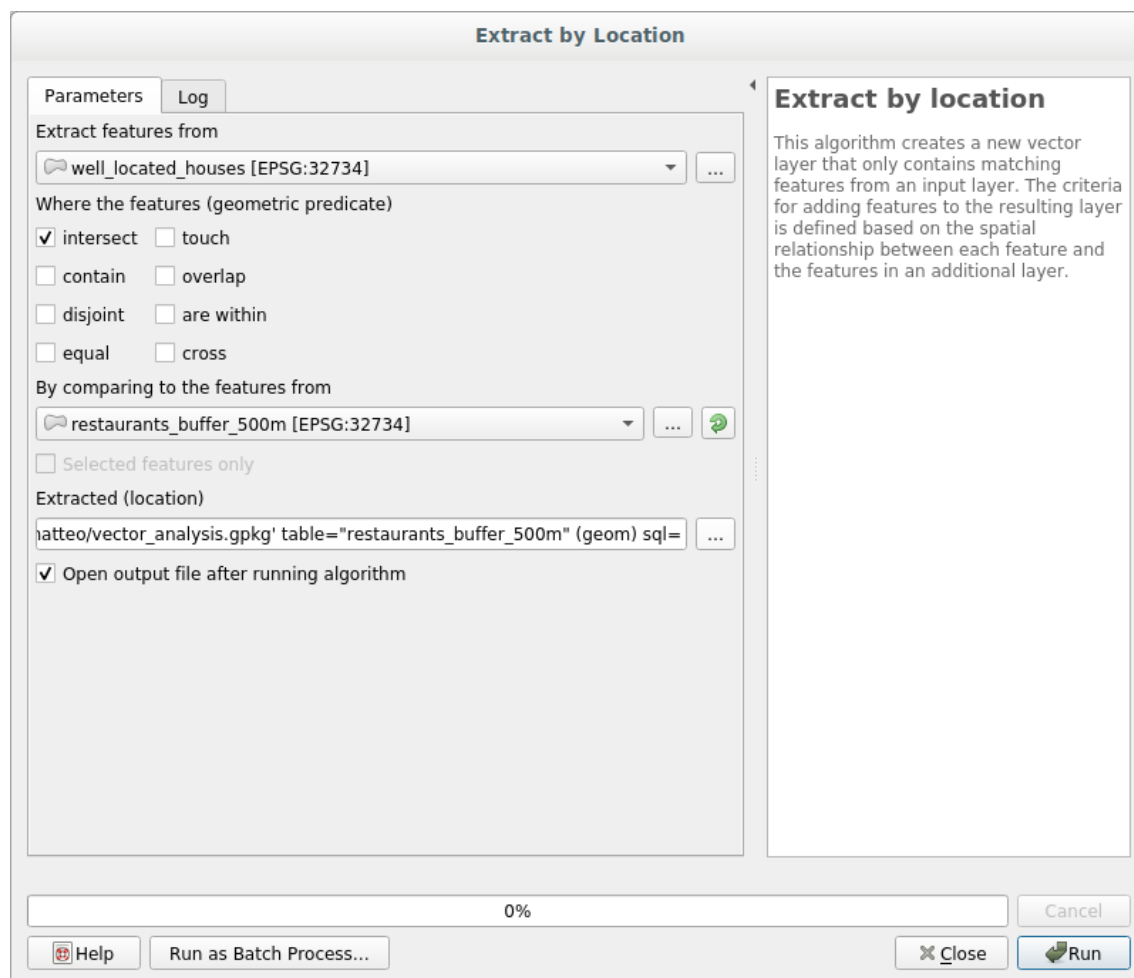 Extract by Location
Parameters
Log
Extract features from
well_located_houses [EPSG:32734]
...
Where the features (geometric predicate)
intersect
touch
contain
overlap
disjoint
are within
equal
cross
By comparing to the features from
restaurants_buffer_500m [EPSG:32734]
...
Selected features only
Extracted (location)
atteo/vector_analysis.gpkg' table="restaurants_buffer_500m" (geom) sql=
...
Open output file after running algorithm
Extract by location
This algorithm creates a new vector
layer that only contains matching
features from an input layer. The criteria
for adding features to the resulting layer
is defined based on the spatial
relationship between each feature and
the features in an additional layer.
0%
Cancel
Help
Run as Batch Process...
Close
Run